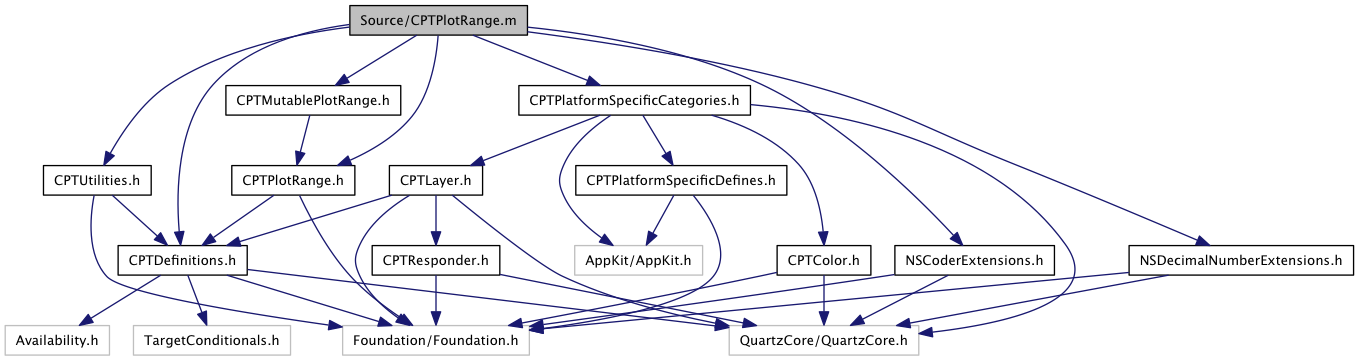 Source/CPTPlotRange.m
CPTMutablePlotRange.h
CPTPlatformSpecificCategories.h
CPTUtilities.h
CPTPlotRange.h
CPTLayer.h
CPTPlatformSpecificDefines.h
CPTDefinitions.h
CPTResponder.h
AppKit/AppKit.h
CPTColor.h
NSCoderExtensions.h
NSDecimalNumberExtensions.h
Availability.h
TargetConditionals.h
Foundation/Foundation.h
QuartzCore/QuartzCore.h